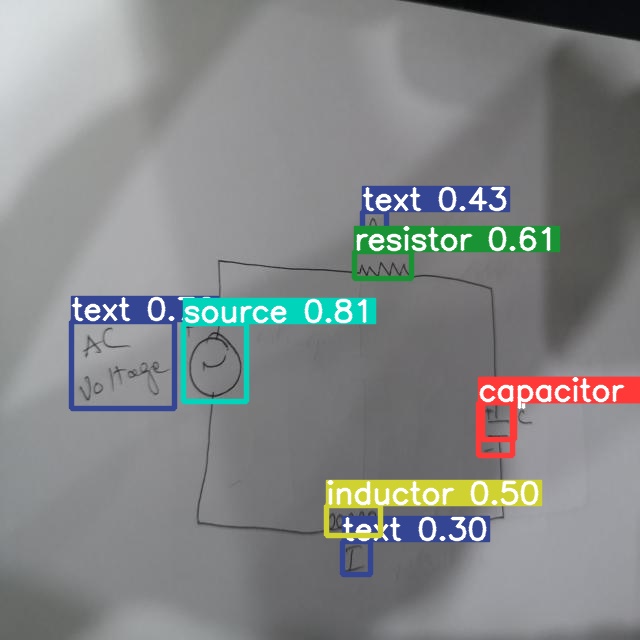 text 0.43
resistor 0.61
text 0.
source 0.81
AC
Voltage
capacitor
C
inductor 0.50
text 0.30
I